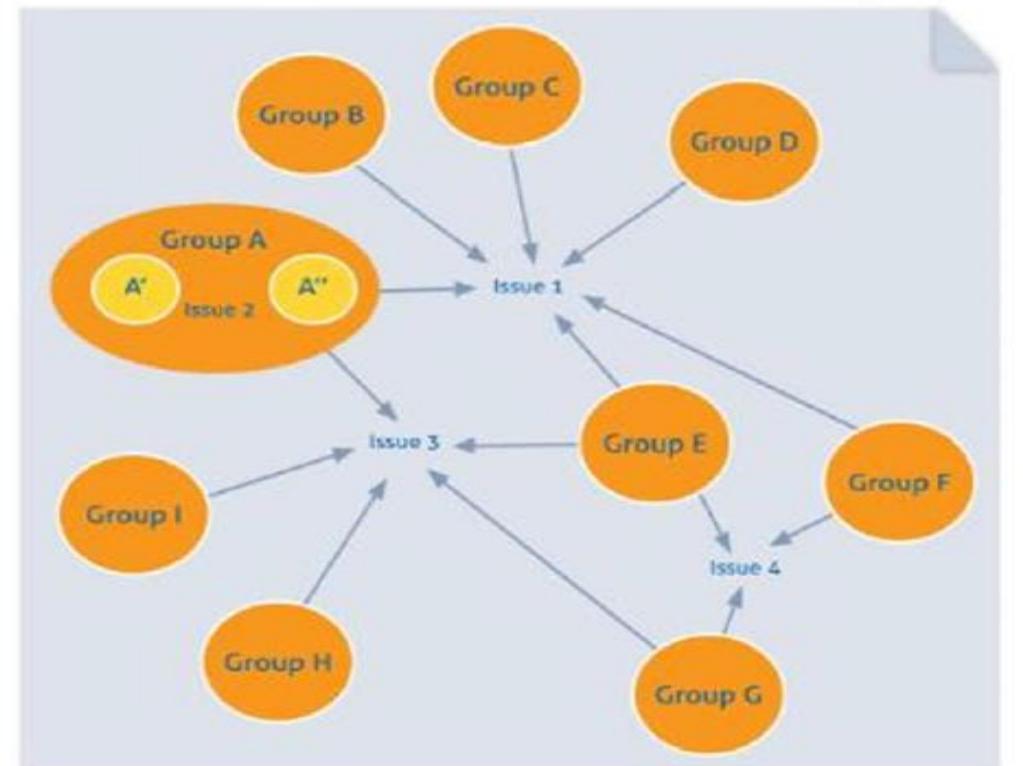 Group C
Group B
Group D
Group A
A'
A"
Issue 2
Issue 1
Issue 3
Group E
Group F
Group I
Issue 4
Group H
Group G